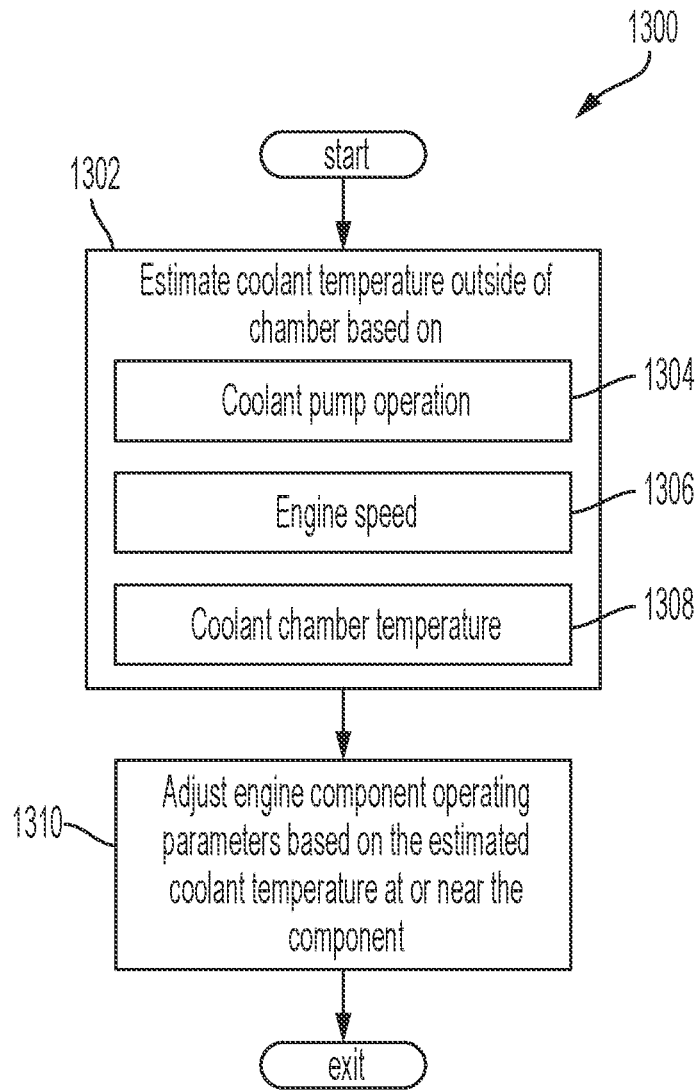 1300
start
1302
Estimate coolant temperature outside of
chamber based on
1304
Coolant pump operation
1306
Engine speed
1308
Coolant chamber temperature
1310
Adjust engine component operating
parameters based on the estimated
coolant temperature at or near the
component
exit